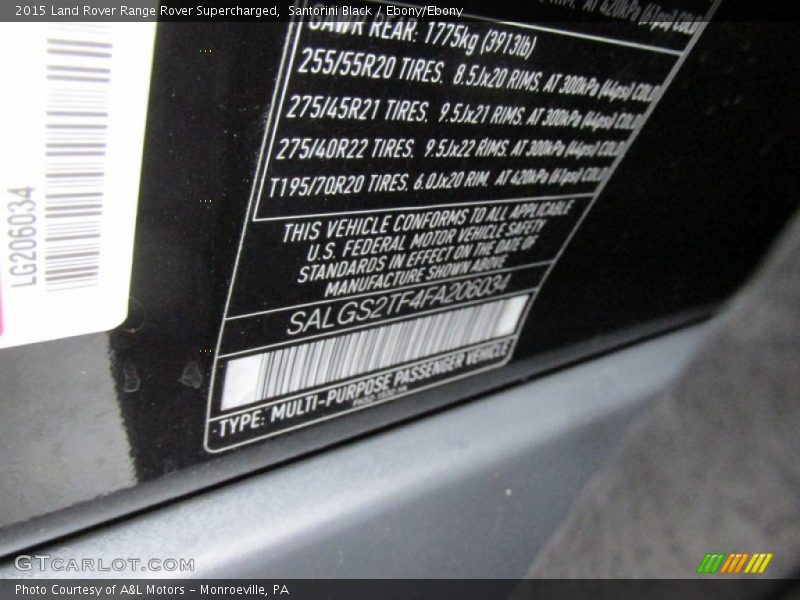 2015 Land Rover Range Rover Supercharged, Santorini Black / Ebony/Ebony
AT 420kPa (61psi) COLD
GAWR REAR: 1775kg (3913lb)
255/55R20 TIRES. 8.5Jx20 RIMS. AT 300kPa (44psi) COLD
275/45R21 TIRES. 9.5Jx21 RIMS. AT 300kPa (44psi) COLD
275/40R22 TIRES. 9.5Jx22 RIMS. AT 300kPa (44psi) COLD
T195/70R20 TIRES. 6.0Jx20 RIM. AT 420kPa (61psi) COLD
THIS VEHICLE CONFORMS TO ALL APPLICABLE
U.S. FEDERAL MOTOR VEHICLE SAFETY
STANDARDS IN EFFECT ON THE DATE OF
MANUFACTURE SHOWN ABOVE
SALGS2TF4FA206034
TYPE: MULTI-PURPOSE PASSENGER VEHICLE
LG206034
GTCARLOT.COM
Photo Courtesy of A&L Motors - Monroeville, PA